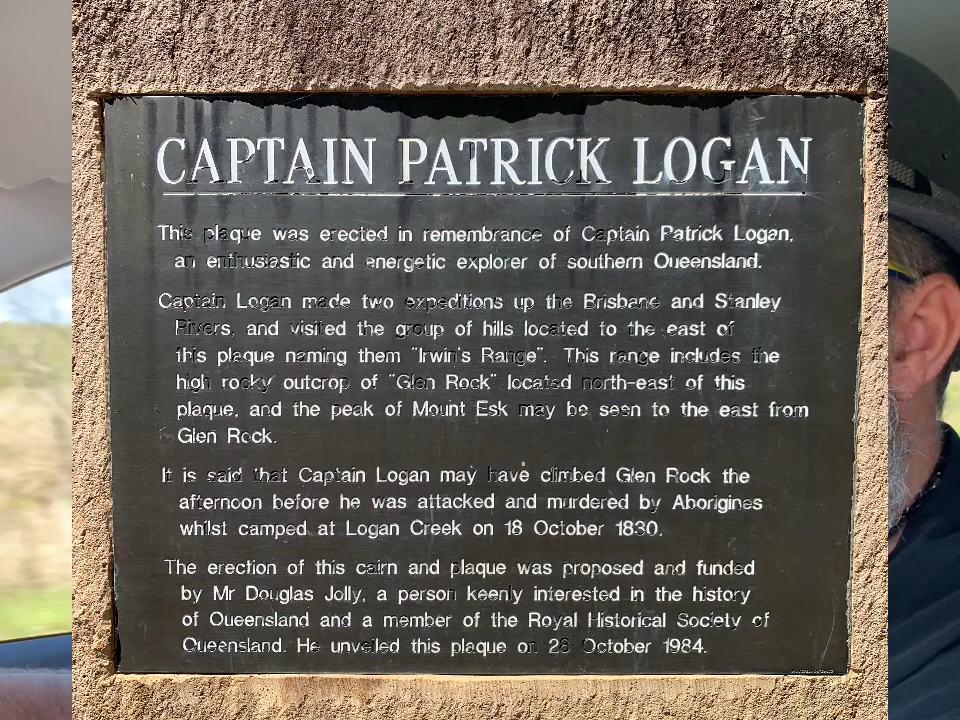 CAPTAIN PATRICK LOGAN
This plaque was erected in remembrance of Captain Patrick Logan,
an enthusiastic and energetic explorer of southern Queensland.
Captain Logan made two expeditions up the Brisbane and Stanley
Rivers, and visited the group of hills located to the east of
this plaque naming them "Irwin's Range". This range includes the
high rocky outcrop of "Glen Rock" located north-east of this
plaque, and the peak of Mount Esk may be seen to the east from
Glen Rock.
It is said that Captain Logan may have climbed Glen Rock the
afternoon before he was attacked and murdered by Aborigines
whilst camped at Logan Creek on 18 October 1830.
The erection of this cairn and plaque was proposed and funded
by Mr Douglas Jolly, a person keenly interested in the history
of Queensland and a member of the Royal Historical Society of
Queensland. He unveiled this plaque on 28 October 1984.